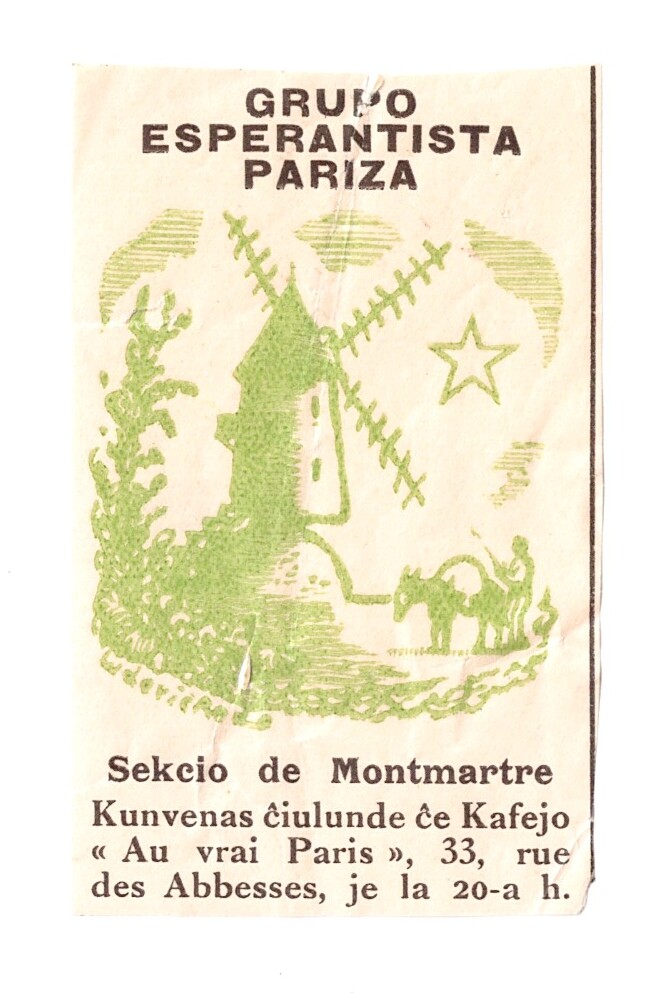 GRUPO
ESPERANTISTA
PARIZA
Sekcio de Montmartre
Kunvenas ĉiulunde ĉe Kafejo
« Au vrai Paris », 33, rue
des Abbesses, je la 20-a h.